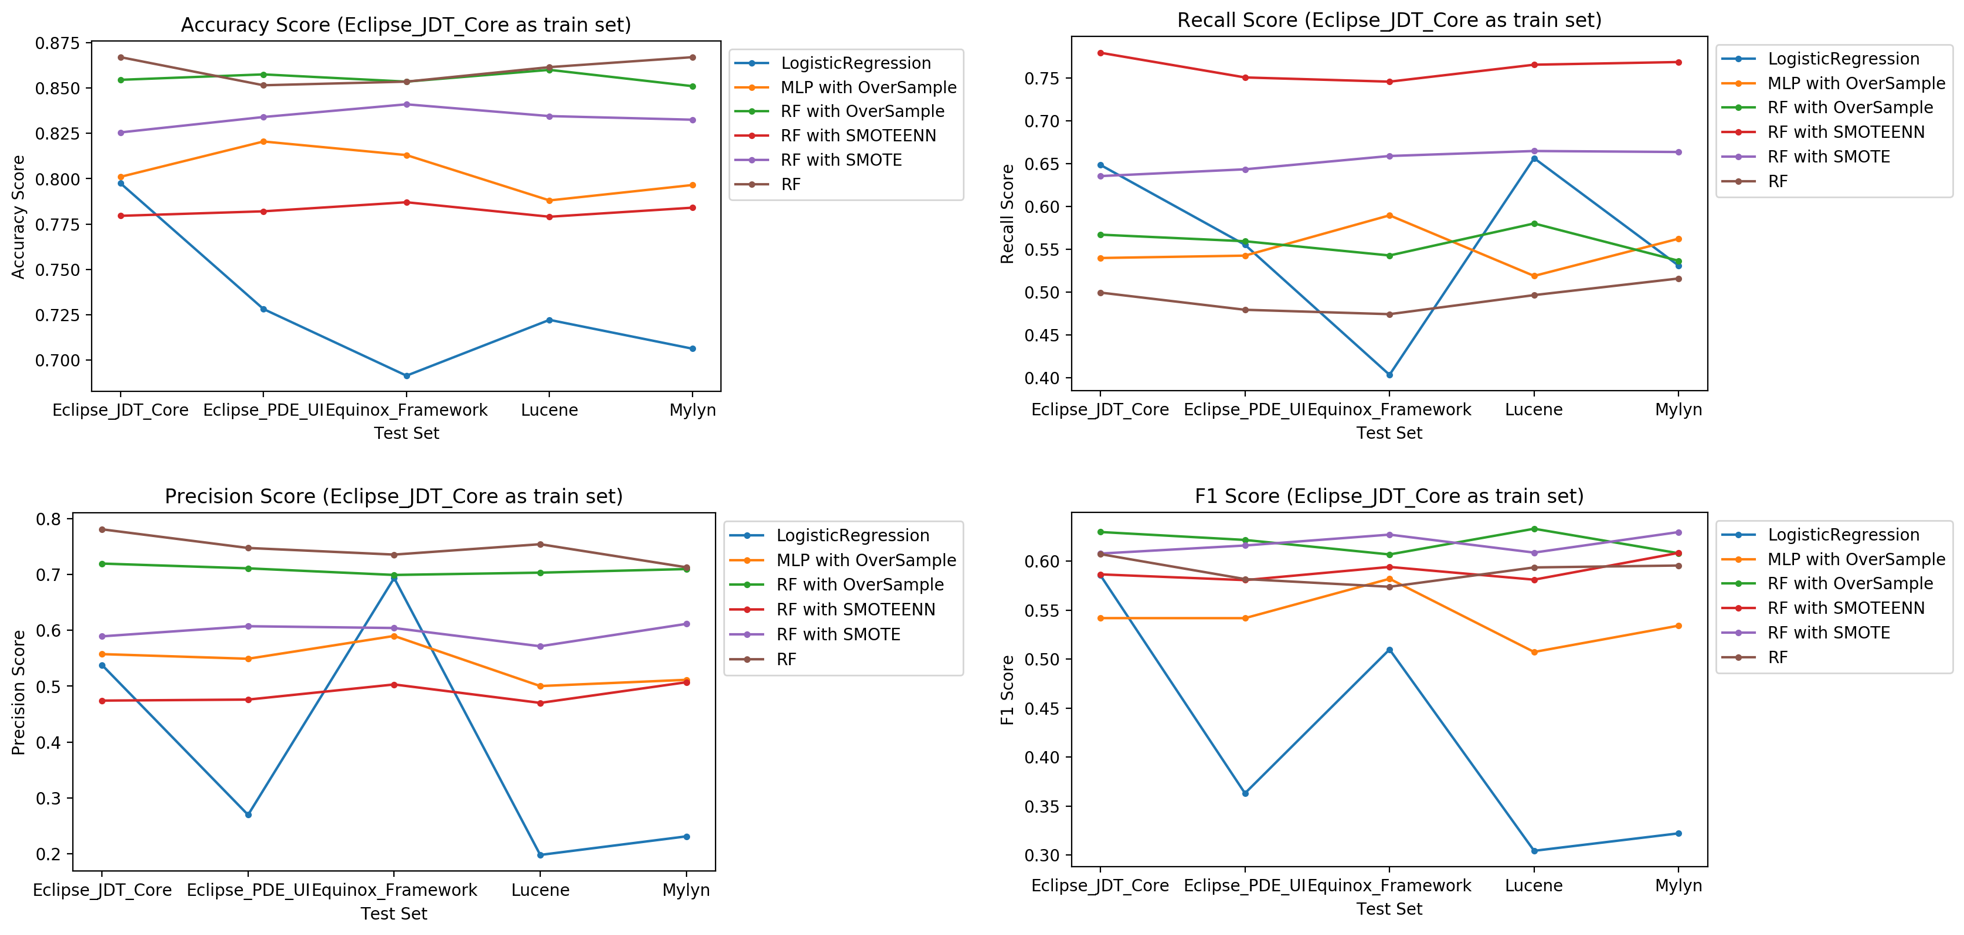 Accuracy Score (Eclipse_JDT_Core as train set)
0.875
0.850
0.825
0.800
0.775
0.750
0.725
0.700
Accuracy Score
Eclipse_JDT_Core
Eclipse_PDE_UI
Equinox_Framework
Lucene
Mylyn
Test Set
LogisticRegression
MLP with OverSample
RF with OverSample
RF with SMOTEENN
RF with SMOTE
RF
Recall Score (Eclipse_JDT_Core as train set)
0.75
0.70
0.65
0.60
0.55
0.50
0.45
0.40
Recall Score
Eclipse_JDT_Core
Eclipse_PDE_UI
Equinox_Framework
Lucene
Mylyn
Test Set
LogisticRegression
MLP with OverSample
RF with OverSample
RF with SMOTEENN
RF with SMOTE
RF
Precision Score (Eclipse_JDT_Core as train set)
0.8
0.7
0.6
0.5
0.4
0.3
0.2
Precision Score
Eclipse_JDT_Core
Eclipse_PDE_UI
Equinox_Framework
Lucene
Mylyn
Test Set
LogisticRegression
MLP with OverSample
RF with OverSample
RF with SMOTEENN
RF with SMOTE
RF
F1 Score (Eclipse_JDT_Core as train set)
0.60
0.55
0.50
0.45
0.40
0.35
0.30
F1 Score
Eclipse_JDT_Core
Eclipse_PDE_UI
Equinox_Framework
Lucene
Mylyn
Test Set
LogisticRegression
MLP with OverSample
RF with OverSample
RF with SMOTEENN
RF with SMOTE
RF